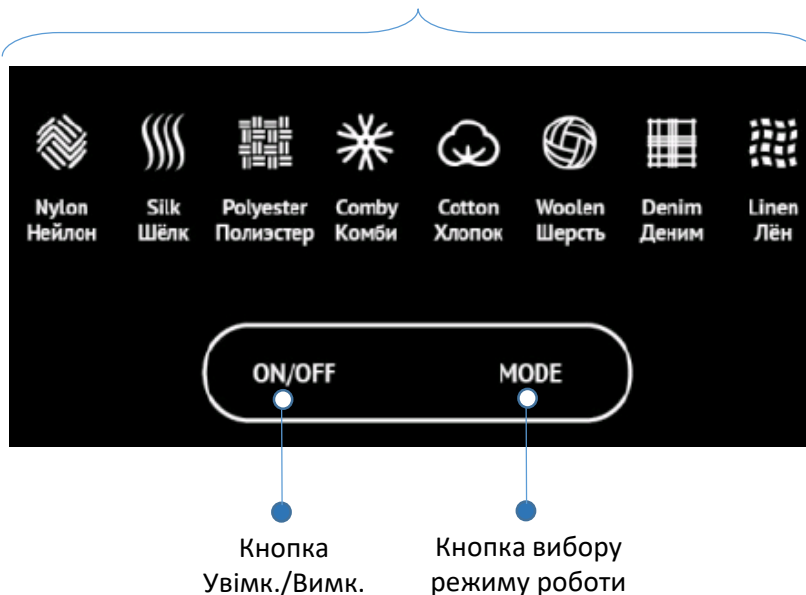 Nylon Silk Polyester Comby Cotton Woolen Denim Linen
Нейлон Шёлк Полиэстер Комби Хлопок Шерсть Деним Лён
ON/OFF MODE
Кнопка Кнопка вибору
Увімк./Вимк. режиму роботи